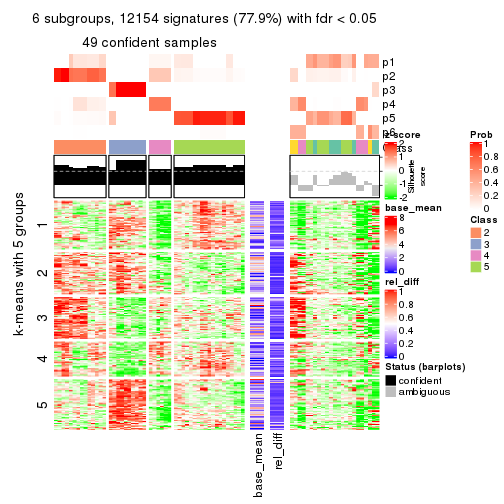 6 subgroups, 12154 signatures (77.9%) with fdr < 0.05
49 confident samples
p1
p2
p3
p4
p5
p6
Class
z-score
2
1
0
-1
-2
Silhouette
score
Prob
1
0.8
0.6
0.4
0.2
0
Class
2
3
4
5
base_mean
8
6
4
2
0
rel_diff
1
0.8
0.6
0.4
0.2
0
Status (barplots)
confident
ambiguous
k-means with 5 groups
1
2
3
4
5
base_mean
rel_diff